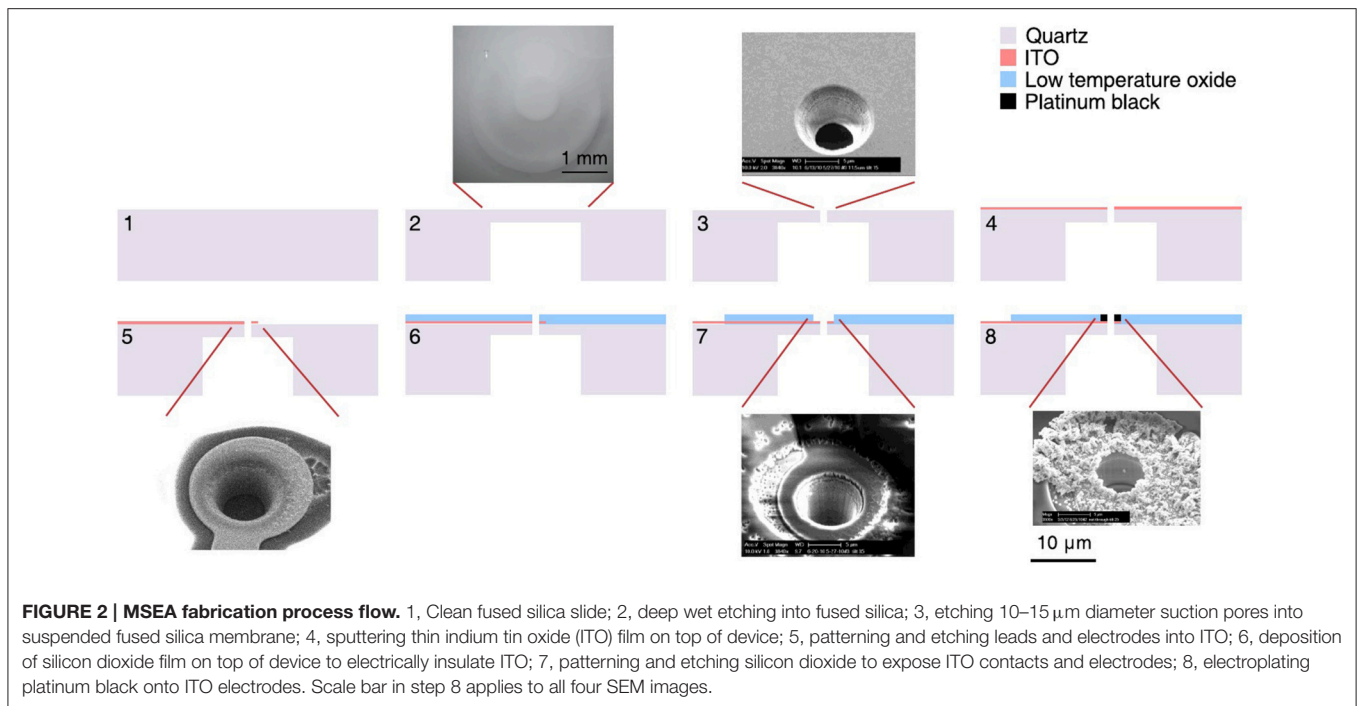 Quartz
ITO
Low temperature oxide
Platinum black
1 mm
1
2
3
4
5
6
7
8
10 μm
FIGURE 2 | MSEA fabrication process flow. 1, Clean fused silica slide; 2, deep wet etching into fused silica; 3, etching 10–15 μm diameter suction pores into
suspended fused silica membrane; 4, sputtering thin indium tin oxide (ITO) film on top of device; 5, patterning and etching leads and electrodes into ITO; 6, deposition
of silicon dioxide film on top of device to electrically insulate ITO; 7, patterning and etching silicon dioxide to expose ITO contacts and electrodes; 8, electroplating
platinum black onto ITO electrodes. Scale bar in step 8 applies to all four SEM images.